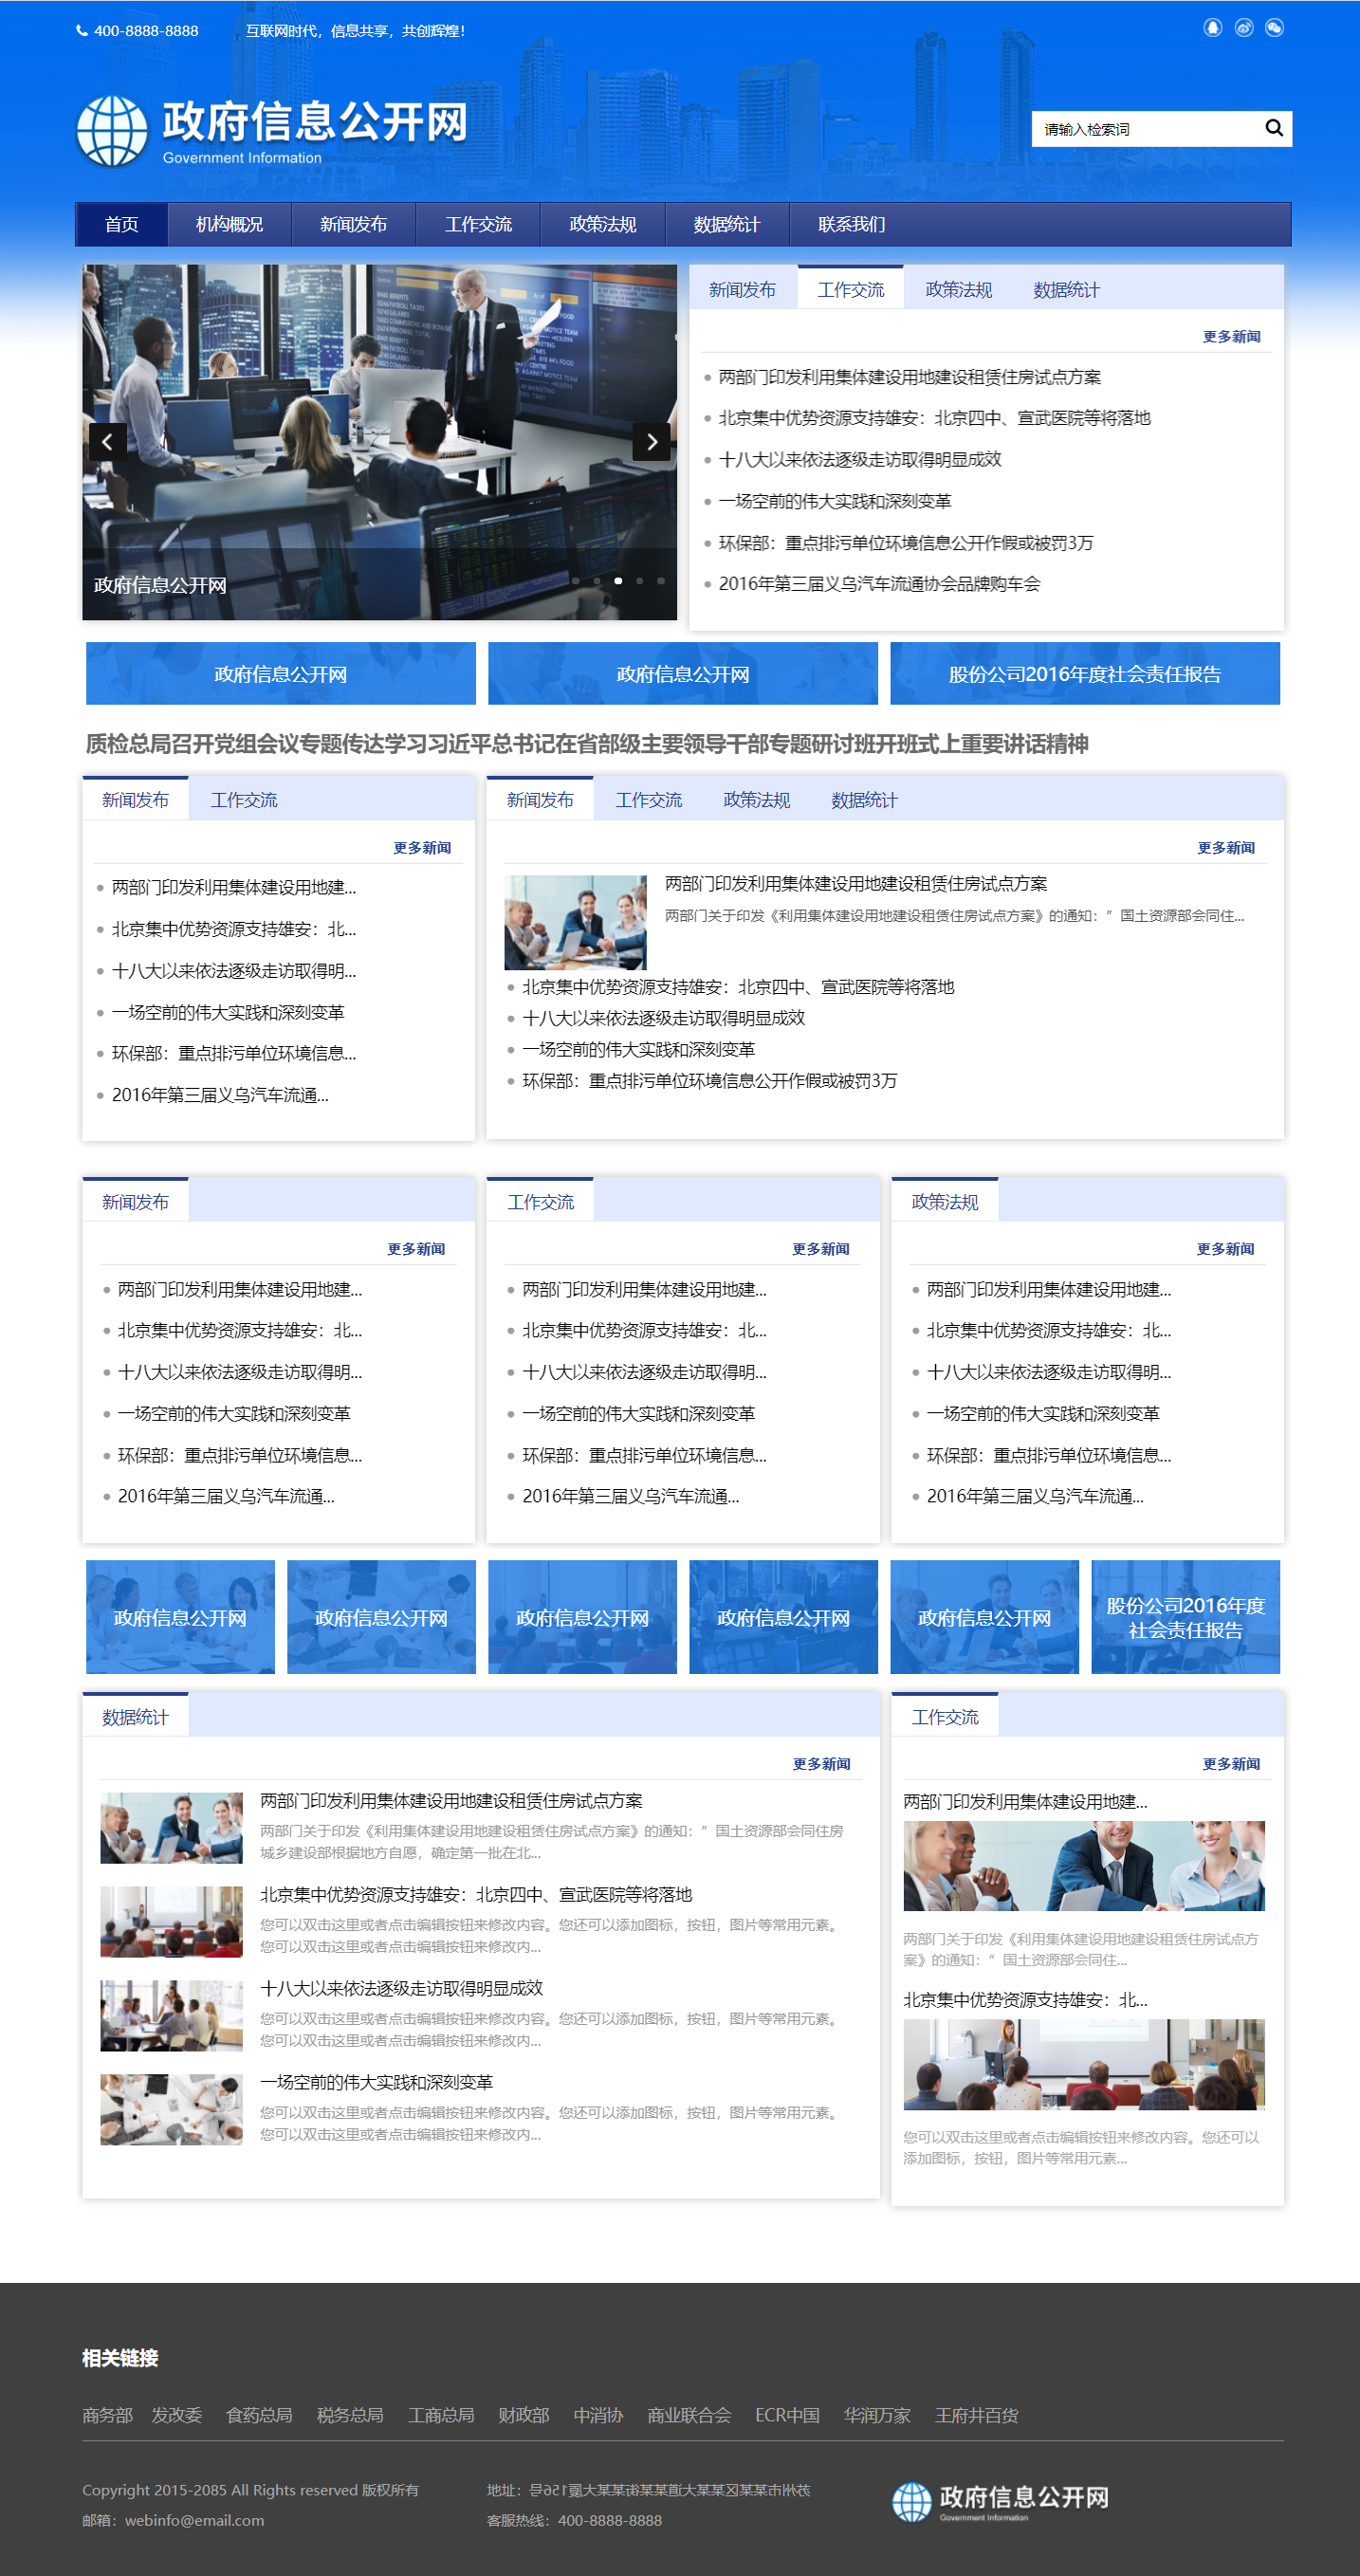 400-8888-8888
互联网时代，信息共享，共创辉煌！
政府信息公开网
Government Information
请输入检索词
首页
机构概况
新闻发布
工作交流
政策法规
数据统计
联系我们
政府信息公开网
新闻发布
工作交流
政策法规
数据统计
更多新闻
两部门印发利用集体建设用地建设租赁住房试点方案
北京集中优势资源支持雄安：北京四中、宣武医院等将落地
十八大以来依法逐级走访取得明显成效
一场空前的伟大实践和深刻变革
环保部：重点排污单位环境信息公开作假或被罚3万
2016年第三届义乌汽车流通协会品牌购车会
政府信息公开网
政府信息公开网
股份公司2016年度社会责任报告
质检总局召开党组会议专题传达学习习近平总书记在省部级主要领导干部专题研讨班开班式上重要讲话精神
新闻发布
工作交流
更多新闻
两部门印发利用集体建设用地建...
北京集中优势资源支持雄安：北...
十八大以来依法逐级走访取得明...
一场空前的伟大实践和深刻变革
环保部：重点排污单位环境信息...
2016年第三届义乌汽车流通...
新闻发布
工作交流
政策法规
数据统计
更多新闻
两部门印发利用集体建设用地建设租赁住房试点方案
两部门关于印发《利用集体建设用地建设租赁住房试点方案》的通知：”国土资源部会同住...
北京集中优势资源支持雄安：北京四中、宣武医院等将落地
十八大以来依法逐级走访取得明显成效
一场空前的伟大实践和深刻变革
环保部：重点排污单位环境信息公开作假或被罚3万
新闻发布
更多新闻
两部门印发利用集体建设用地建...
北京集中优势资源支持雄安：北...
十八大以来依法逐级走访取得明...
一场空前的伟大实践和深刻变革
环保部：重点排污单位环境信息...
2016年第三届义乌汽车流通...
工作交流
更多新闻
两部门印发利用集体建设用地建...
北京集中优势资源支持雄安：北...
十八大以来依法逐级走访取得明...
一场空前的伟大实践和深刻变革
环保部：重点排污单位环境信息...
2016年第三届义乌汽车流通...
政策法规
更多新闻
两部门印发利用集体建设用地建...
北京集中优势资源支持雄安：北...
十八大以来依法逐级走访取得明...
一场空前的伟大实践和深刻变革
环保部：重点排污单位环境信息...
2016年第三届义乌汽车流通...
政府信息公开网
政府信息公开网
政府信息公开网
政府信息公开网
政府信息公开网
股份公司2016年度
社会责任报告
数据统计
更多新闻
两部门印发利用集体建设用地建设租赁住房试点方案
两部门关于印发《利用集体建设用地建设租赁住房试点方案》的通知：”国土资源部会同住房
城乡建设部根据地方自愿，确定第一批在北...
北京集中优势资源支持雄安：北京四中、宣武医院等将落地
您可以双击这里或者点击编辑按钮来修改内容。您还可以添加图标，按钮，图片等常用元素。
您可以双击这里或者点击编辑按钮来修改内...
十八大以来依法逐级走访取得明显成效
您可以双击这里或者点击编辑按钮来修改内容。您还可以添加图标，按钮，图片等常用元素。
您可以双击这里或者点击编辑按钮来修改内...
一场空前的伟大实践和深刻变革
您可以双击这里或者点击编辑按钮来修改内容。您还可以添加图标，按钮，图片等常用元素。
您可以双击这里或者点击编辑按钮来修改内...
工作交流
更多新闻
两部门印发利用集体建设用地建...
两部门关于印发《利用集体建设用地建设租赁住房试点方
案》的通知：”国土资源部会同住...
北京集中优势资源支持雄安：北...
您可以双击这里或者点击编辑按钮来修改内容。您还可以
添加图标，按钮，图片等常用元素...
相关链接
商务部 发改委 食药总局 税务总局 工商总局 财政部 中消协 商业联合会 ECR中国 华润万家 王府井百货
Copyright 2015-2085 All Rights reserved 版权所有
邮箱：webinfo@email.com
地址：
客服热线：400-8888-8888
政府信息公开网
Government Information